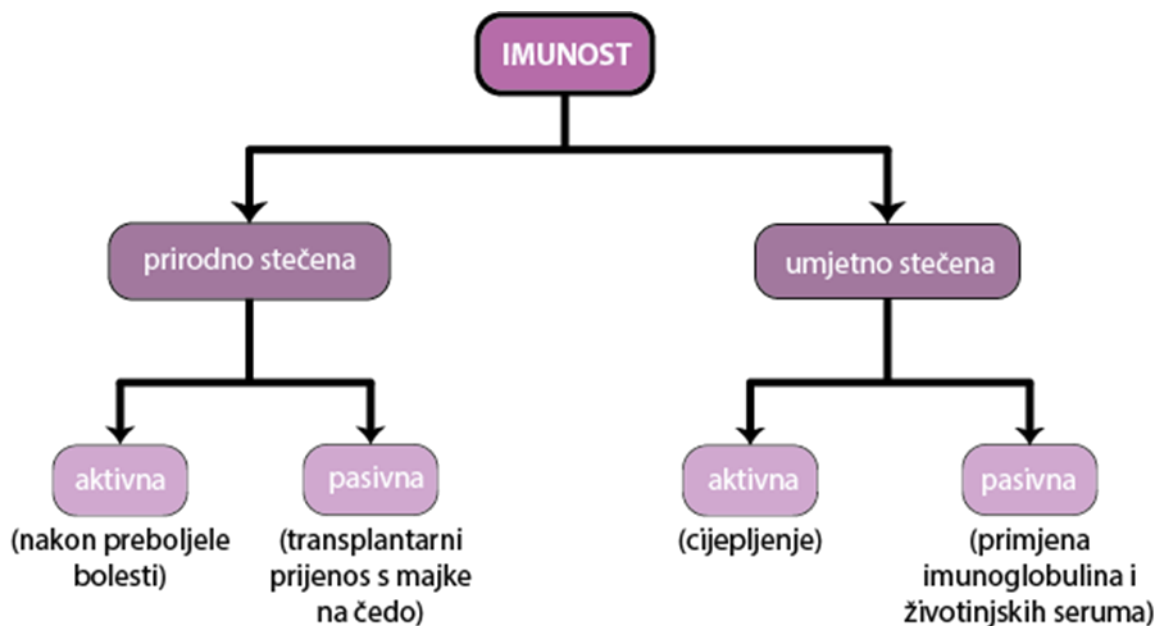 IMUNOST
prirodno stečena
umjetno stečena
aktivna
(nakon preboljele
bolesti)
pasivna
(transplantarni
prijenos s majke
na čedo)
aktivna
(cijepljenje)
pasivna
(primjena
imunoglobulina i
životinjskih seruma)